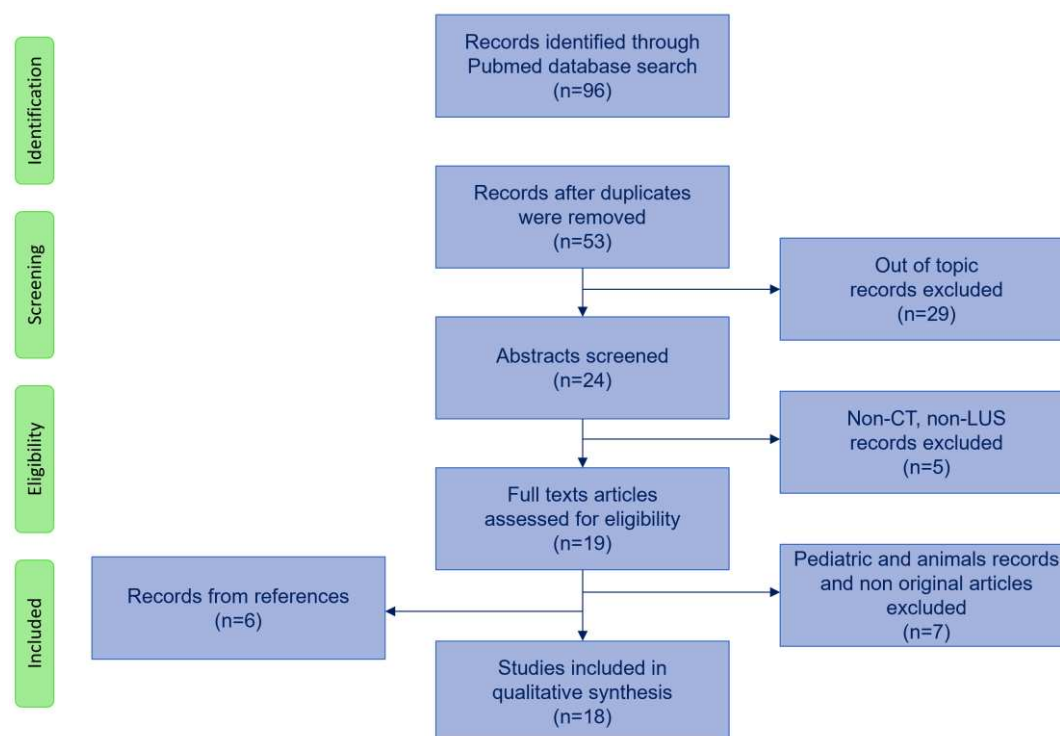 Identification
Records identified through
Pubmed database search
(n=96)
Screening
Records after duplicates
were removed
(n=53)
Out of topic
records excluded
(n=29)
Abstracts screened
(n=24)
Eligibility
Non-CT, non-LUS
records excluded
(n=5)
Full texts articles
assessed for eligibility
(n=19)
Included
Records from references
(n=6)
Pediatric and animals records
and non original articles
excluded
(n=7)
Studies included in
qualitative synthesis
(n=18)